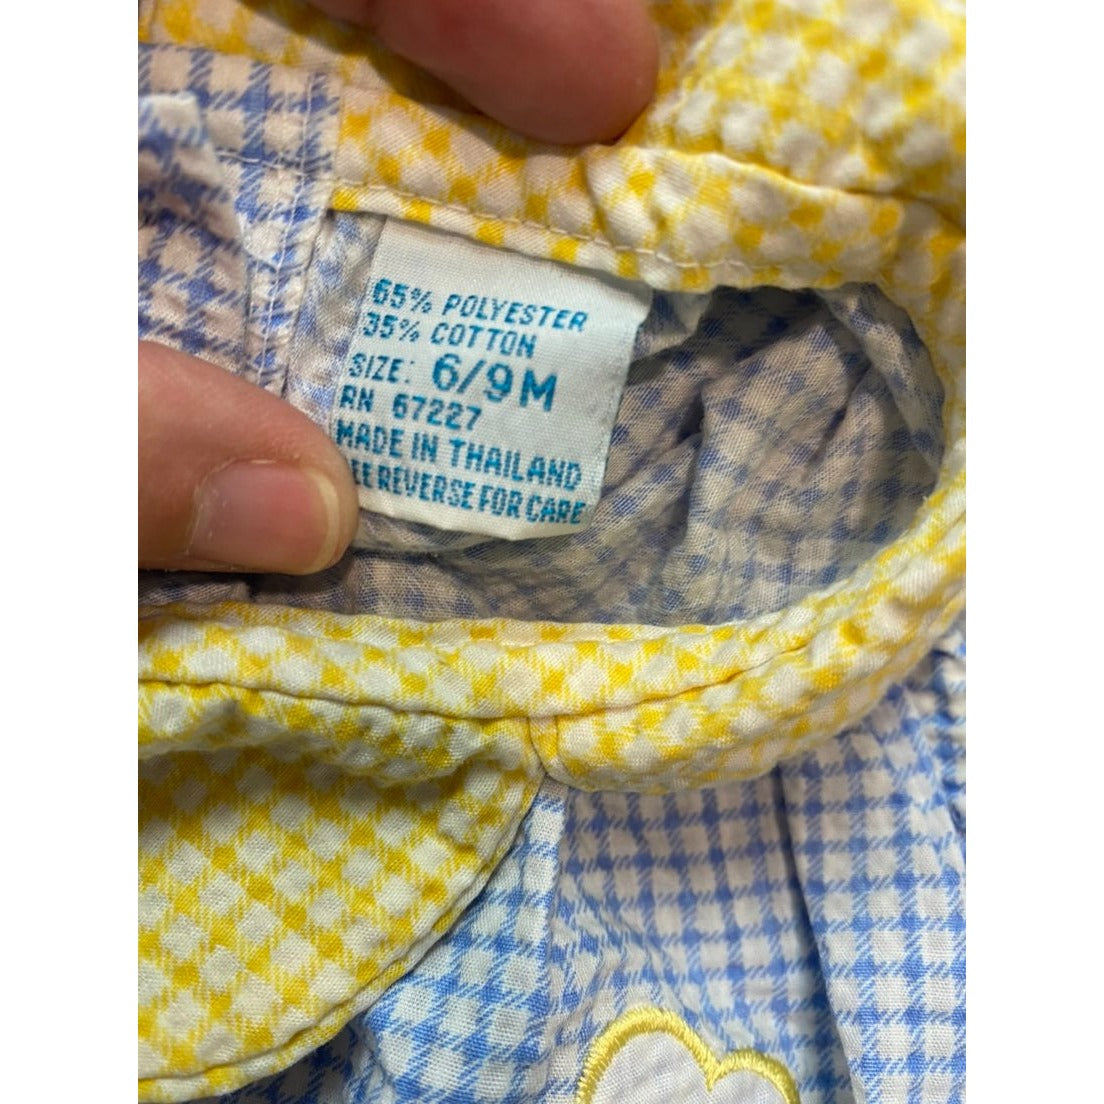 65% POLYESTER
35% COTTON
SIZE: 6/9M
RN 67227
MADE IN THAILAND
EE REVERSE FOR CARE